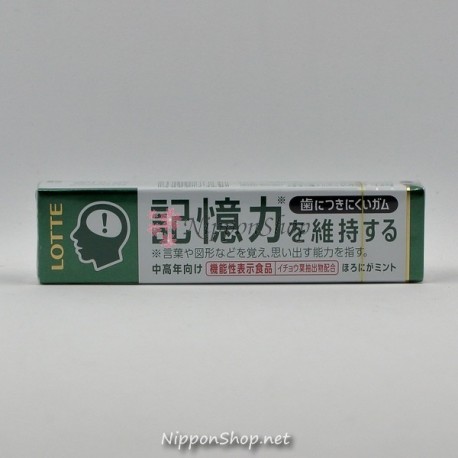 LOTTE
!
歯につきにくいガム
記憶力※を維持する
※言葉や図形などを覚え、思い出す能力を指す。
中高年向け 機能性表示食品 イチョウ葉抽出物配合 ほろにがミント
NipponShop
NipponShop.net